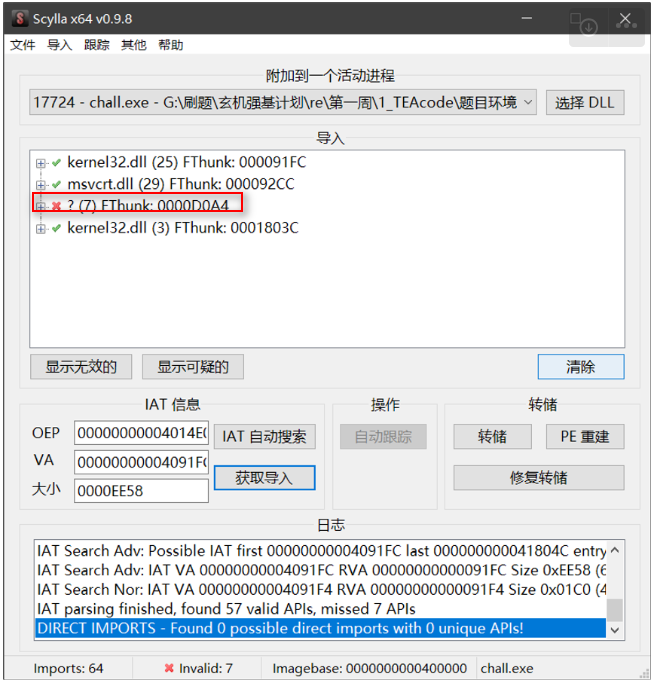 Scylla x64 v0.9.8
文件 导入 跟踪 其他 帮助
附加到一个活动进程
17724 - chall.exe - G:\刷题\玄机强基计划\re\第一周\1_TEAcode\题目环境
选择 DLL
导入
kernel32.dll (25) FThunk: 000091FC
msvcrt.dll (29) FThunk: 000092CC
? (7) FThunk: 0000D0A4
kernel32.dll (3) FThunk: 0001803C
显示无效的 显示可疑的 清除
IAT 信息 操作 转储
OEP 00000000004014E0 IAT 自动搜索 自动跟踪 转储 PE 重建
VA 00000000004091FC
大小 0000EE58 获取导入 修复转储
日志
IAT Search Adv: Possible IAT first 00000000004091FC last 000000000041804C entry
IAT Search Adv: IAT VA 00000000004091FC RVA 00000000000091FC Size 0xEE58 (6
IAT Search Nor: IAT VA 00000000004091F4 RVA 00000000000091F4 Size 0x01C0 (4
IAT parsing finished, found 57 valid APIs, missed 7 APIs
DIRECT IMPORTS - Found 0 possible direct imports with 0 unique APIs!
Imports: 64 Invalid: 7 Imagebase: 0000000000400000 chall.exe